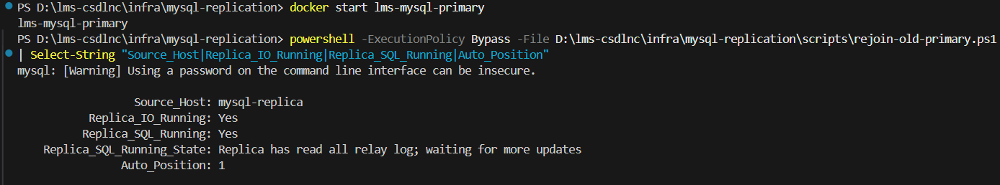 PS D:\lms-csdlnc\infra\mysql-replication> docker start lms-mysql-primary
lms-mysql-primary
PS D:\lms-csdlnc\infra\mysql-replication> powershell -ExecutionPolicy Bypass -File D:\lms-csdlnc\infra\mysql-replication\scripts\rejoin-old-primary.ps1
| Select-String "Source_Host|Replica_IO_Running|Replica_SQL_Running|Auto_Position"
mysql: [Warning] Using a password on the command line interface can be insecure.
Source_Host: mysql-replica
Replica_IO_Running: Yes
Replica_SQL_Running: Yes
Replica_SQL_Running_State: Replica has read all relay log; waiting for more updates
Auto_Position: 1